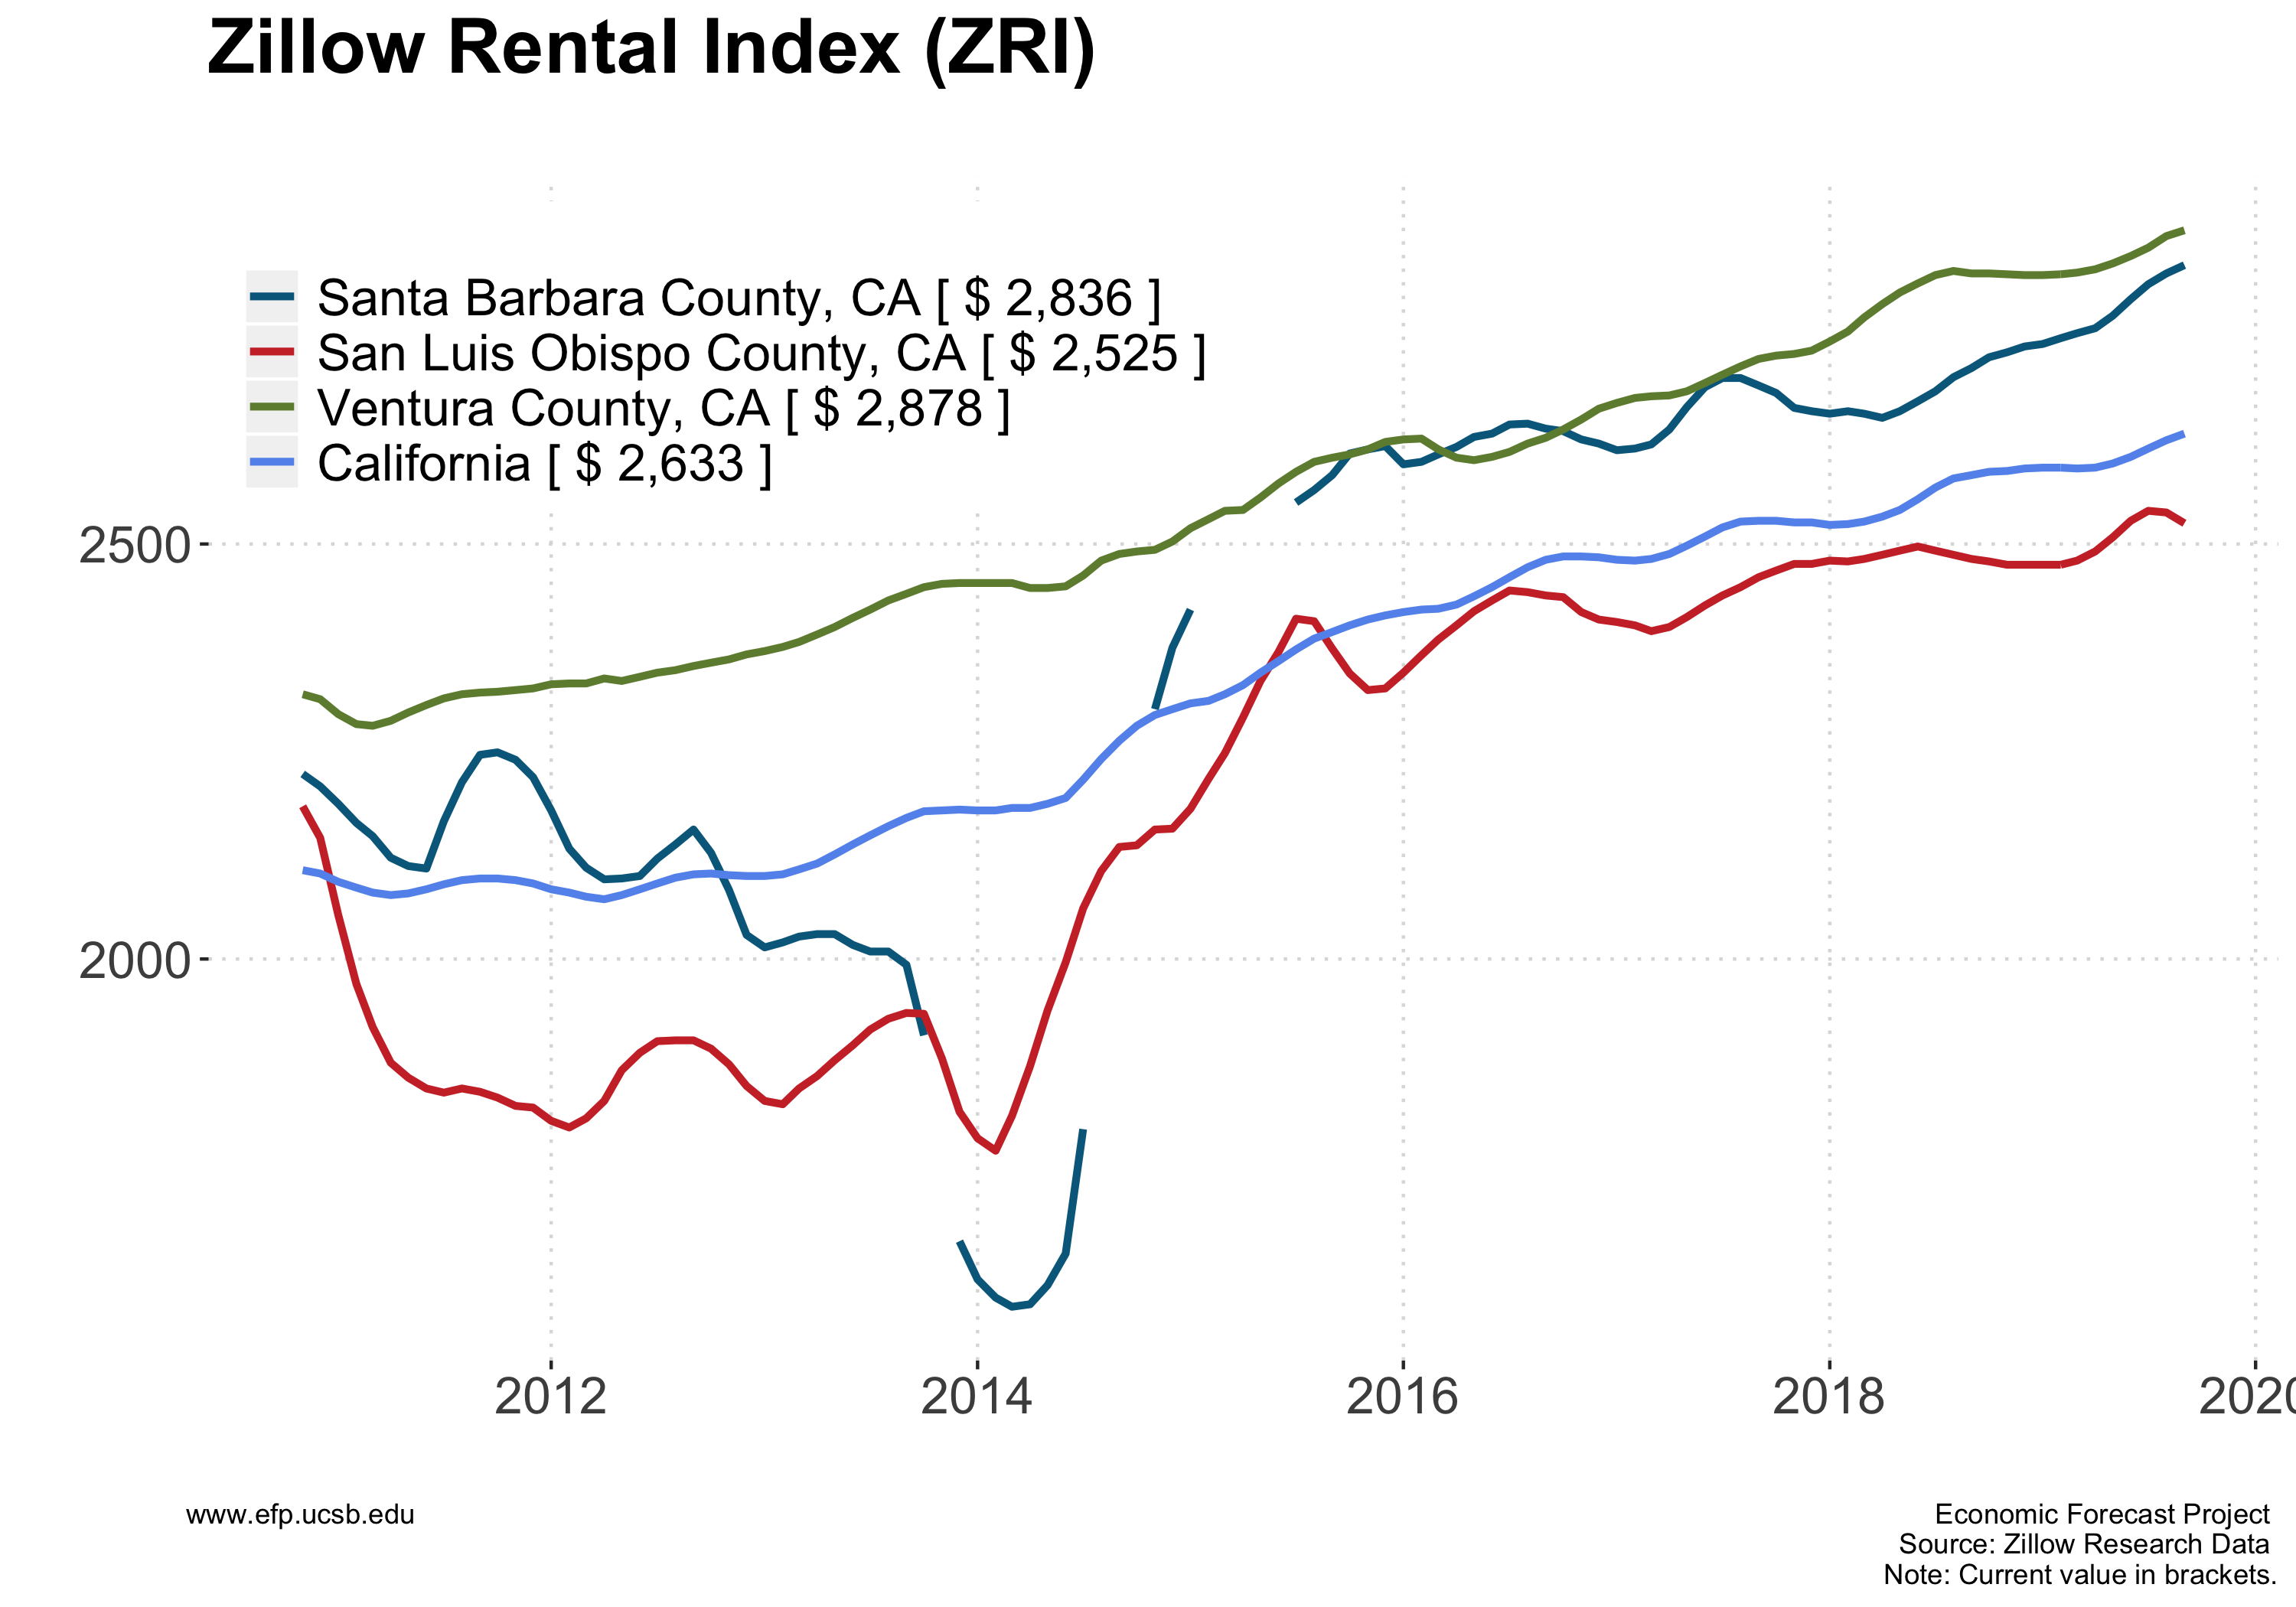 Zillow Rental Index (ZRI)
Santa Barbara County, CA [ $ 2,836 ]
San Luis Obispo County, CA [ $ 2,525 ]
Ventura County, CA [ $ 2,878 ]
California [ $ 2,633 ]
2500
2000
2012 2014 2016 2018 2020
www.efp.ucsb.edu
Economic Forecast Project
Source: Zillow Research Data
Note: Current value in brackets.